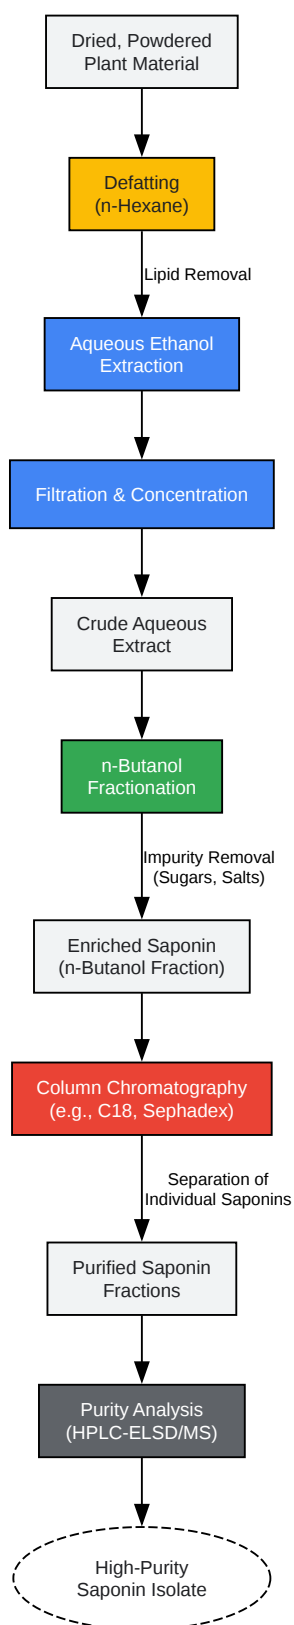 Dried, Powdered
Plant Material
Defatting
(n-Hexane)
Lipid Removal
Aqueous Ethanol
Extraction
Filtration & Concentration
Crude Aqueous
Extract
n-Butanol
Fractionation
Impurity Removal
(Sugars, Salts)
Enriched Saponin
(n-Butanol Fraction)
Column Chromatography
(e.g., C18, Sephadex)
Separation of
Individual Saponins
Purified Saponin
Fractions
Purity Analysis
(HPLC-ELSD/MS)
High-Purity
Saponin Isolate